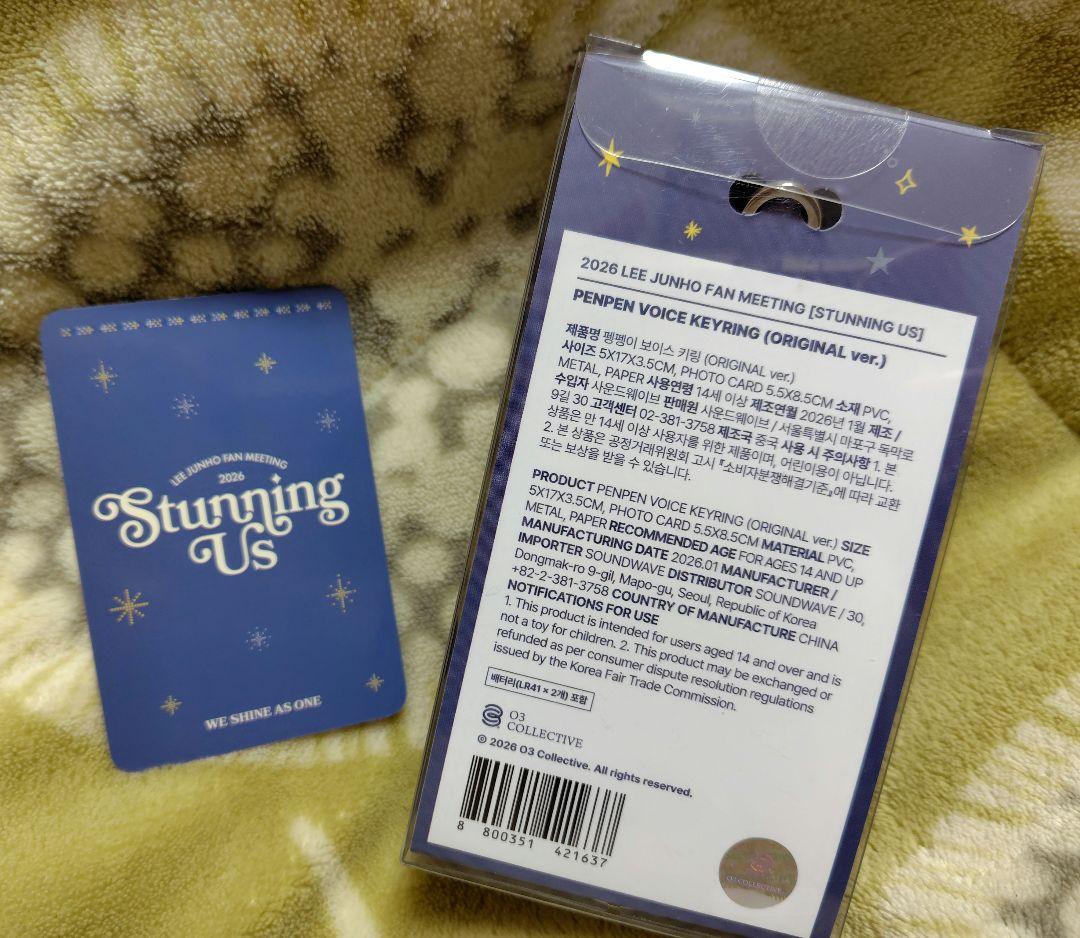 LEE JUNHO FAN MEETING
2026
Stunning
Us
WE SHINE AS ONE
2026 LEE JUNHO FAN MEETING [STUNNING US]
PENPEN VOICE KEYRING (ORIGINAL ver.)
제품명 펭펭이 보이스 키링 (ORIGINAL ver.)
사이즈 5X17X3.5CM, PHOTO CARD 5.5X8.5CM 소재 PVC,
METAL, PAPER 사용연령 14세 이상 제조연월 2026년 1월 제조 /
수입자 사운드웨이브 판매원 사운드웨이브 / 서울특별시 마포구 독막로
9길 30 고객센터 02-381-3758 제조국 중국 사용 시 주의사항 1. 본
상품은 만 14세 이상 사용자를 위한 제품이며, 어린이용이 아닙니다.
2. 본 상품은 공정거래위원회 고시 『소비자분쟁해결기준』에 따라 교환
또는 보상을 받을 수 있습니다.
PRODUCT PENPEN VOICE KEYRING (ORIGINAL ver.) SIZE
5X17X3.5CM, PHOTO CARD 5.5X8.5CM MATERIAL PVC,
METAL, PAPER RECOMMENDED AGE FOR AGES 14 AND UP
MANUFACTURING DATE 2026.01 MANUFACTURER /
IMPORTER SOUNDWAVE DISTRIBUTOR SOUNDWAVE / 30,
Dongmak-ro 9-gil, Mapo-gu, Seoul, Republic of Korea
+82-2-381-3758 COUNTRY OF MANUFACTURE CHINA
NOTIFICATIONS FOR USE
1. This product is intended for users aged 14 and over and is
not a toy for children. 2. This product may be exchanged or
refunded as per consumer dispute resolution regulations
issued by the Korea Fair Trade Commission.
배터리(LR41 × 2개) 포함
O3
COLLECTIVE
© 2026 O3 Collective. All rights reserved.
8 800351 421637
O3 COLLECTIVE